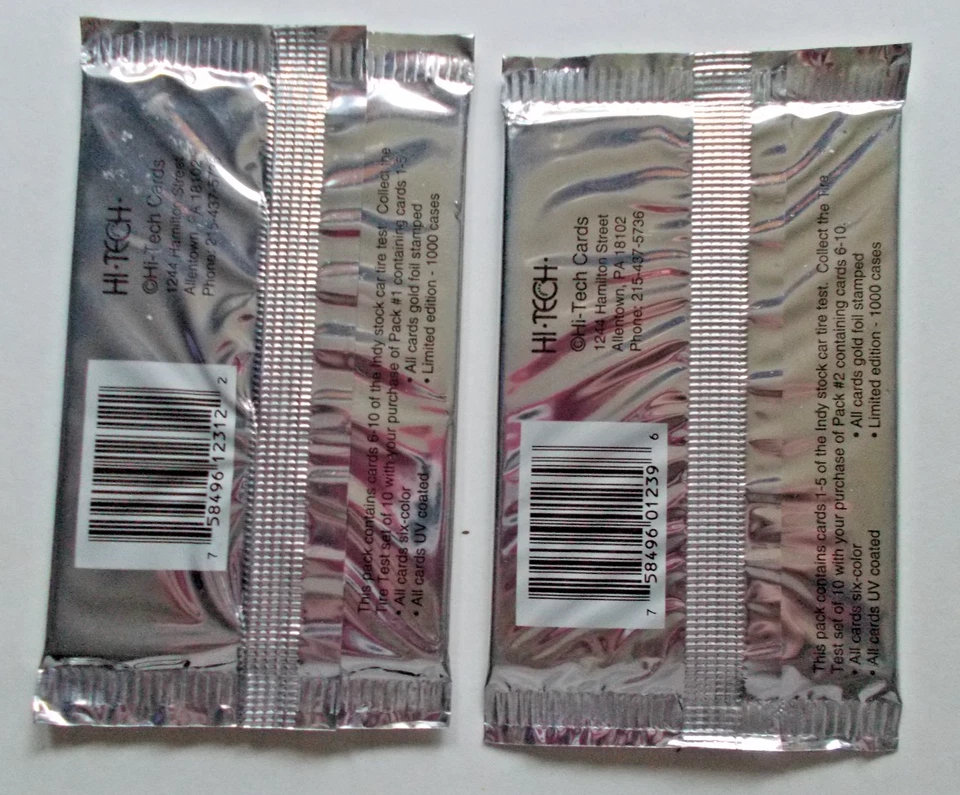 HI-TECH
©Hi-Tech Cards
1244 Hamilton Street
Allentown, PA 18102
Phone: 215-437-
7 58496 12312 2
This pack contains cards 6-10 of the Indy stock car tire test. Collect the
Tire Test set of 10 with your purchase of Pack #1 containing cards 1-5.
• All cards six-color
• All cards gold foil stamped
• All cards UV coated
• Limited edition - 1000 cases
HI-TECH
©Hi-Tech Cards
1244 Hamilton Street
Allentown, PA 18102
Phone: 215-437-5736
7 58496 01239 6
This pack contains cards 1-5 of the Indy stock car tire test. Collect the Tire
Test set of 10 with your purchase of Pack #2 containing cards 6-10.
• All cards six-color
• All cards gold foil stamped
• All cards UV coated
• Limited edition - 1000 cases